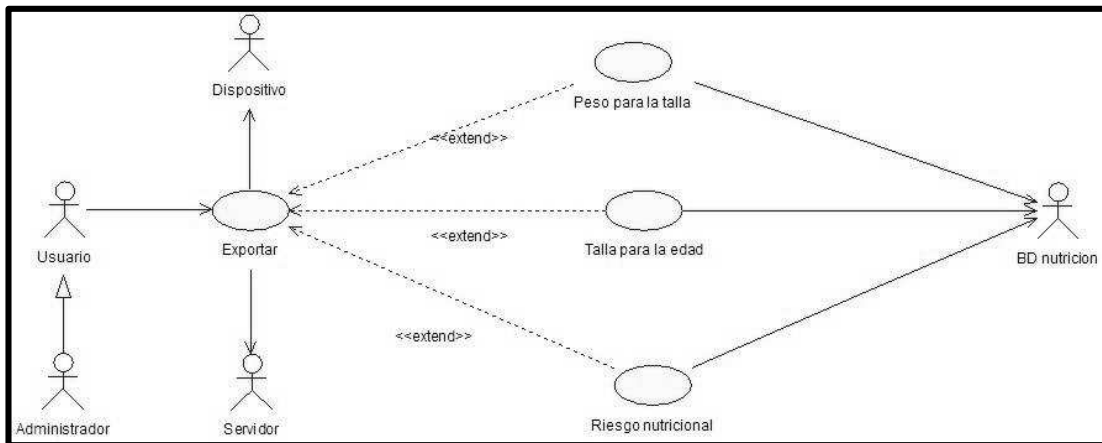 Dispositivo
Peso para la talla
<<extend>>
Usuario
Exportar
<<extend>>
Talla para la edad
BD nutricion
<<extend>>
Administrador
Servidor
Riesgo nutricional